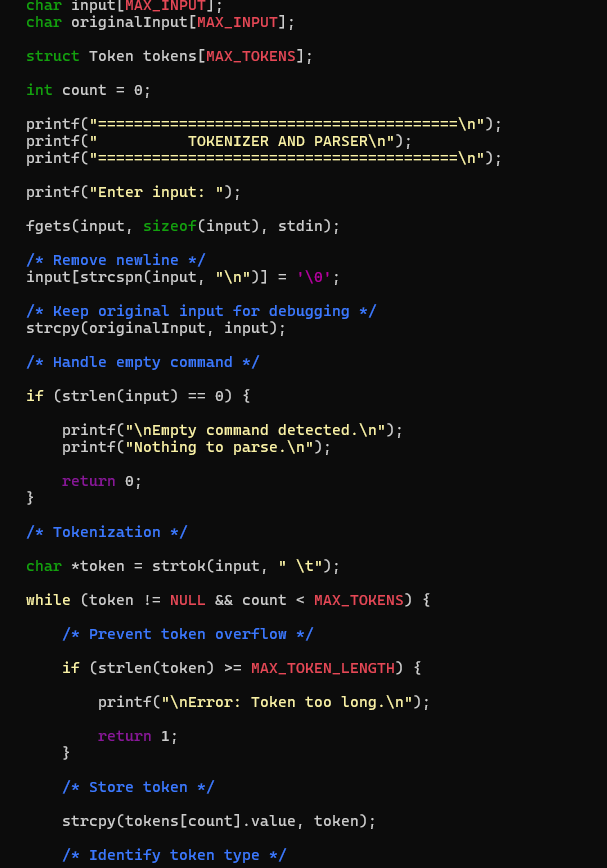 char input[MAX_INPUT];
char originalInput[MAX_INPUT];
struct Token tokens[MAX_TOKENS];
int count = 0;
printf("========================================\n");
printf("          TOKENIZER AND PARSER\n");
printf("========================================\n");
printf("Enter input: ");
fgets(input, sizeof(input), stdin);
/* Remove newline */
input[strcspn(input, "\n")] = '\0';
/* Keep original input for debugging */
strcpy(originalInput, input);
/* Handle empty command */
if (strlen(input) == 0) {
    printf("\nEmpty command detected.\n");
    printf("Nothing to parse.\n");
    return 0;
}
/* Tokenization */
char *token = strtok(input, " \t");
while (token != NULL && count < MAX_TOKENS) {
    /* Prevent token overflow */
    if (strlen(token) >= MAX_TOKEN_LENGTH) {
        printf("\nError: Token too long.\n");
        return 1;
    }
    /* Store token */
    strcpy(tokens[count].value, token);
    /* Identify token type */